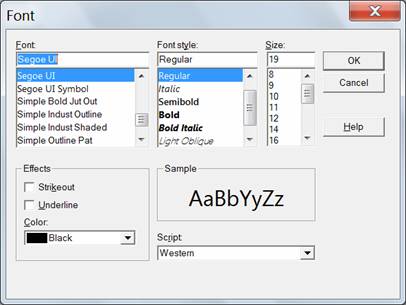 Font
Font:
Font style:
Size:
Segoe UI
Regular
19
OK
Segoe UI
Segoe UI Symbol
Simple Bold Jut Out
Simple Indust Outline
Simple Indust Shaded
Simple Outline Pat
Regular
Italic
Semibold
Bold
Bold Italic
Light Oblique
8
9
10
11
12
14
16
Cancel
Help
Effects
Strikeout
Underline
Color:
Black
Sample
AaBbYyZz
Script:
Western